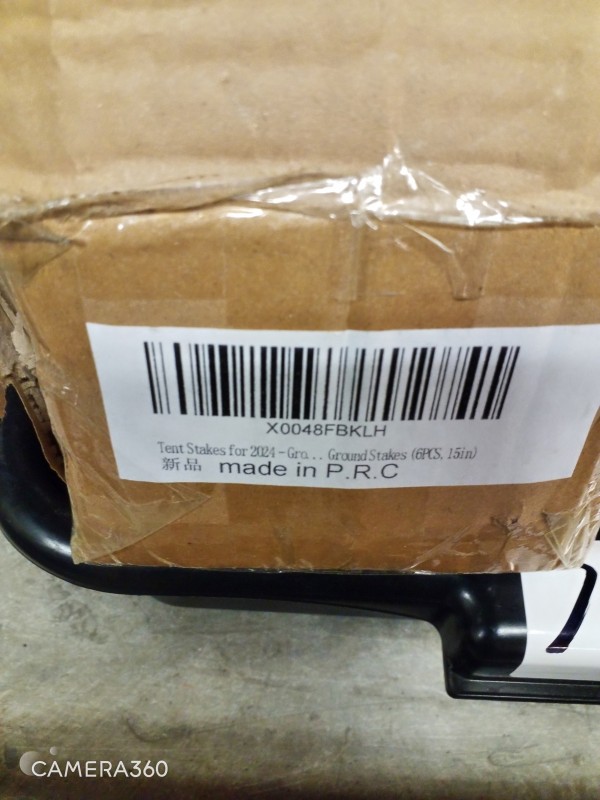 X0048FBKLH
Tent Stakes for 2024 - Gro... Ground Stakes (6PCS, 15in)
新品 made in P.R.C
CAMERA360